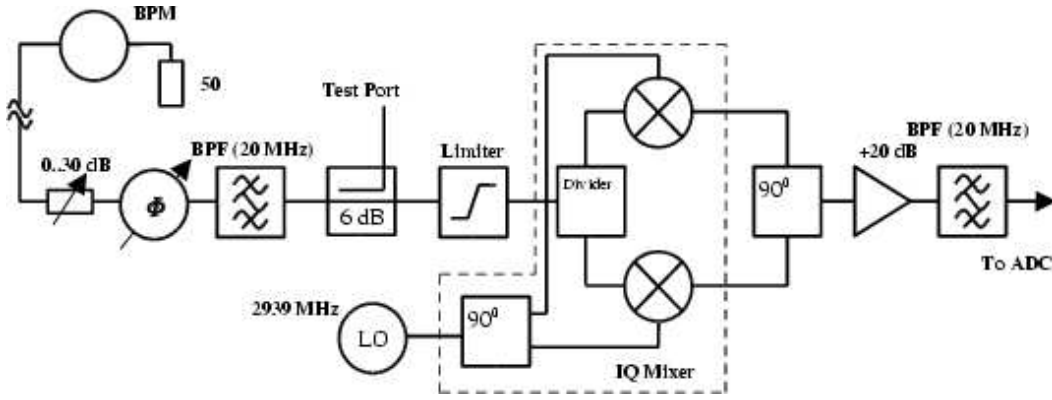 BPM
50
Test Port
0...30 dB
BPF (20 MHz)
Limiter
BPF (20 MHz)
+20 dB
Divider
Φ
6 dB
90⁰
To ADC
2939 MHz
90⁰
LO
IQ Mixer